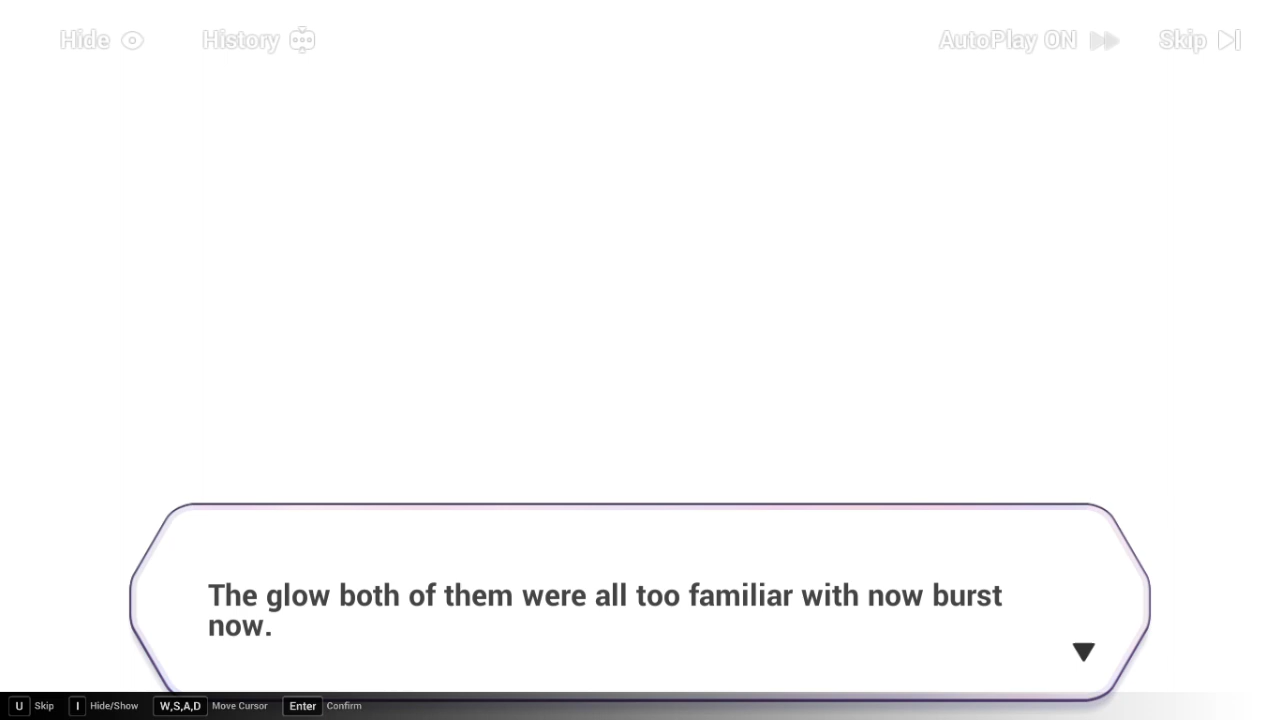 Hide
History
AutoPlay ON
Skip
The glow both of them were all too familiar with now burst
now.
U Skip I Hide/Show W,S,A,D Move Cursor Enter Confirm